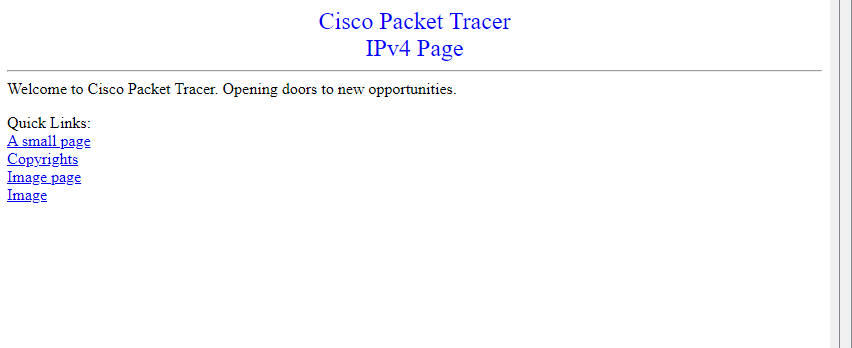 Cisco Packet Tracer
IPv4 Page
Welcome to Cisco Packet Tracer. Opening doors to new opportunities.
Quick Links:
A small page
Copyrights
Image page
Image